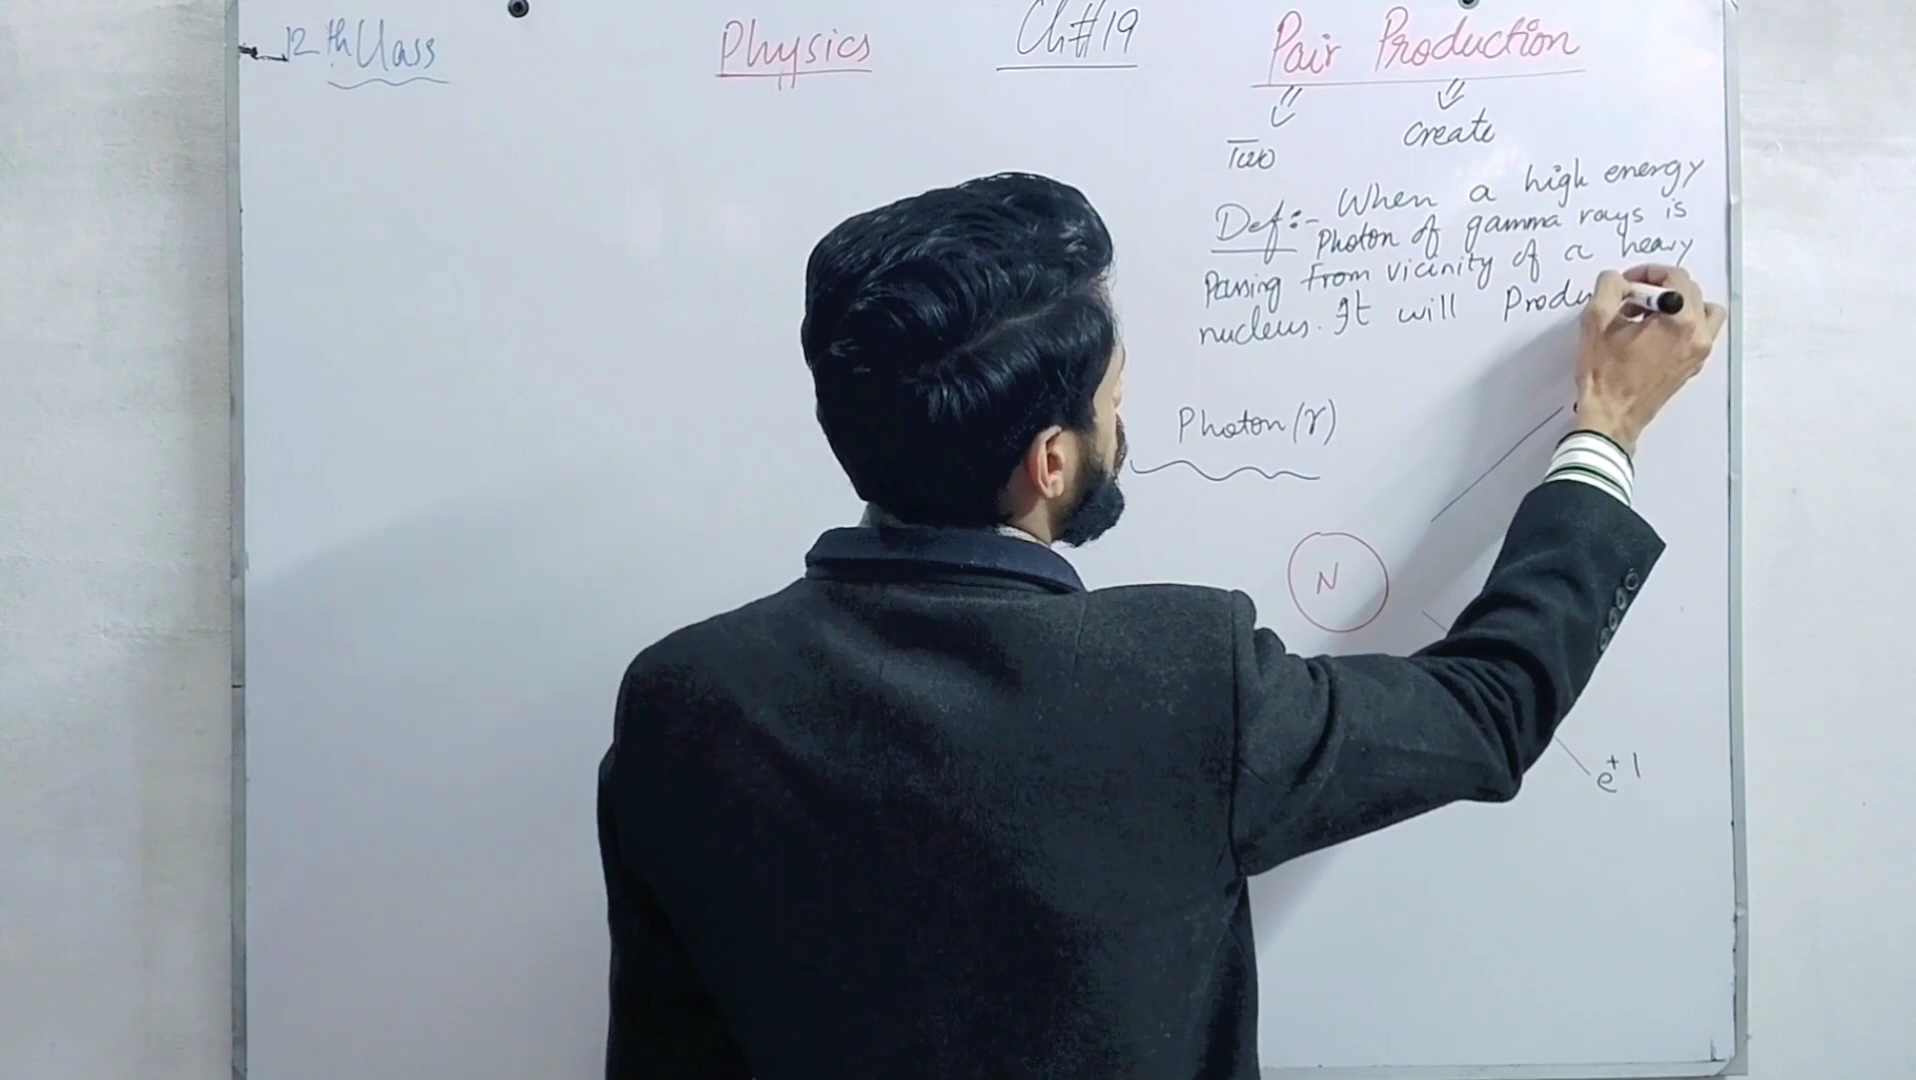 12th Class Physics Ch#19 Pair Production
Two create
Def:- When a high energy
Photon of gamma rays is
Passing from vicinity of a heavy
nucleus. It will Produ
Photon (γ)
N
e+1